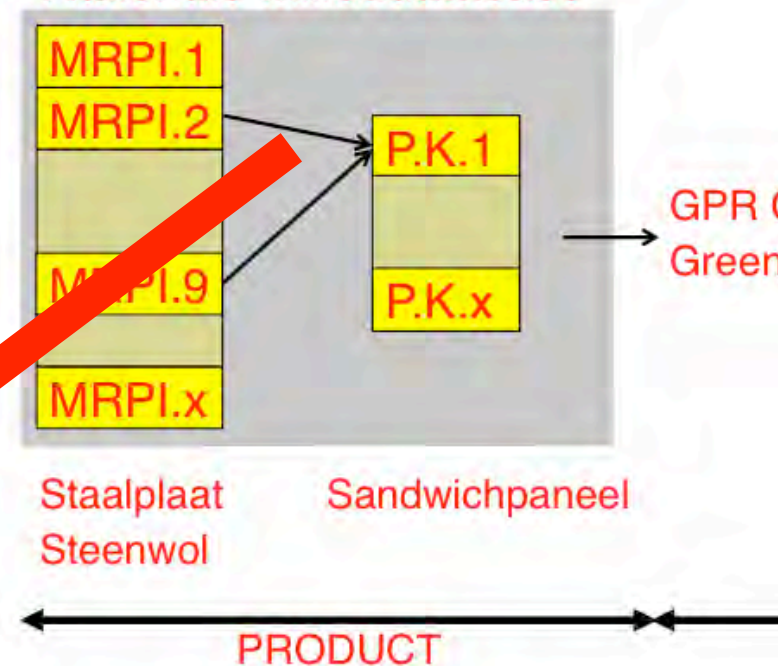 MRPI.1
MRPI.2
P.K.1
GPR
Green
MRPI.9
P.K.x
MRPI.x
Staalplaat
Sandwichpaneel
Steenwol
PRODUCT